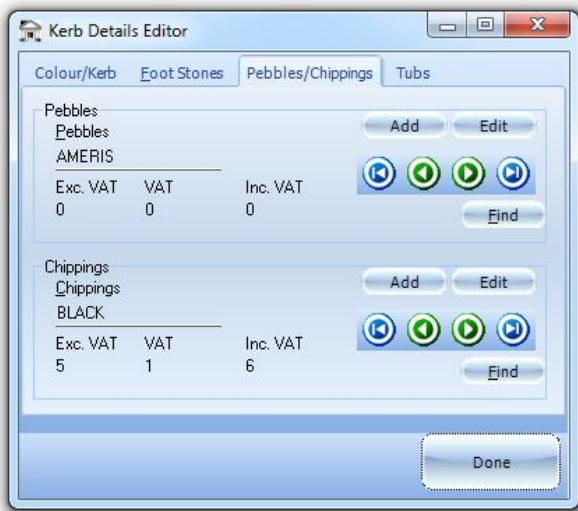 Kerb Details Editor
Colour/Kerb Foot Stones Pebbles/Chippings Tubs
Pebbles
Pebbles
Add Edit
AMERIS
Exc. VAT VAT Inc. VAT
0 0 0
Find
Chippings
Chippings
Add Edit
BLACK
Exc. VAT VAT Inc. VAT
5 1 6
Find
Done